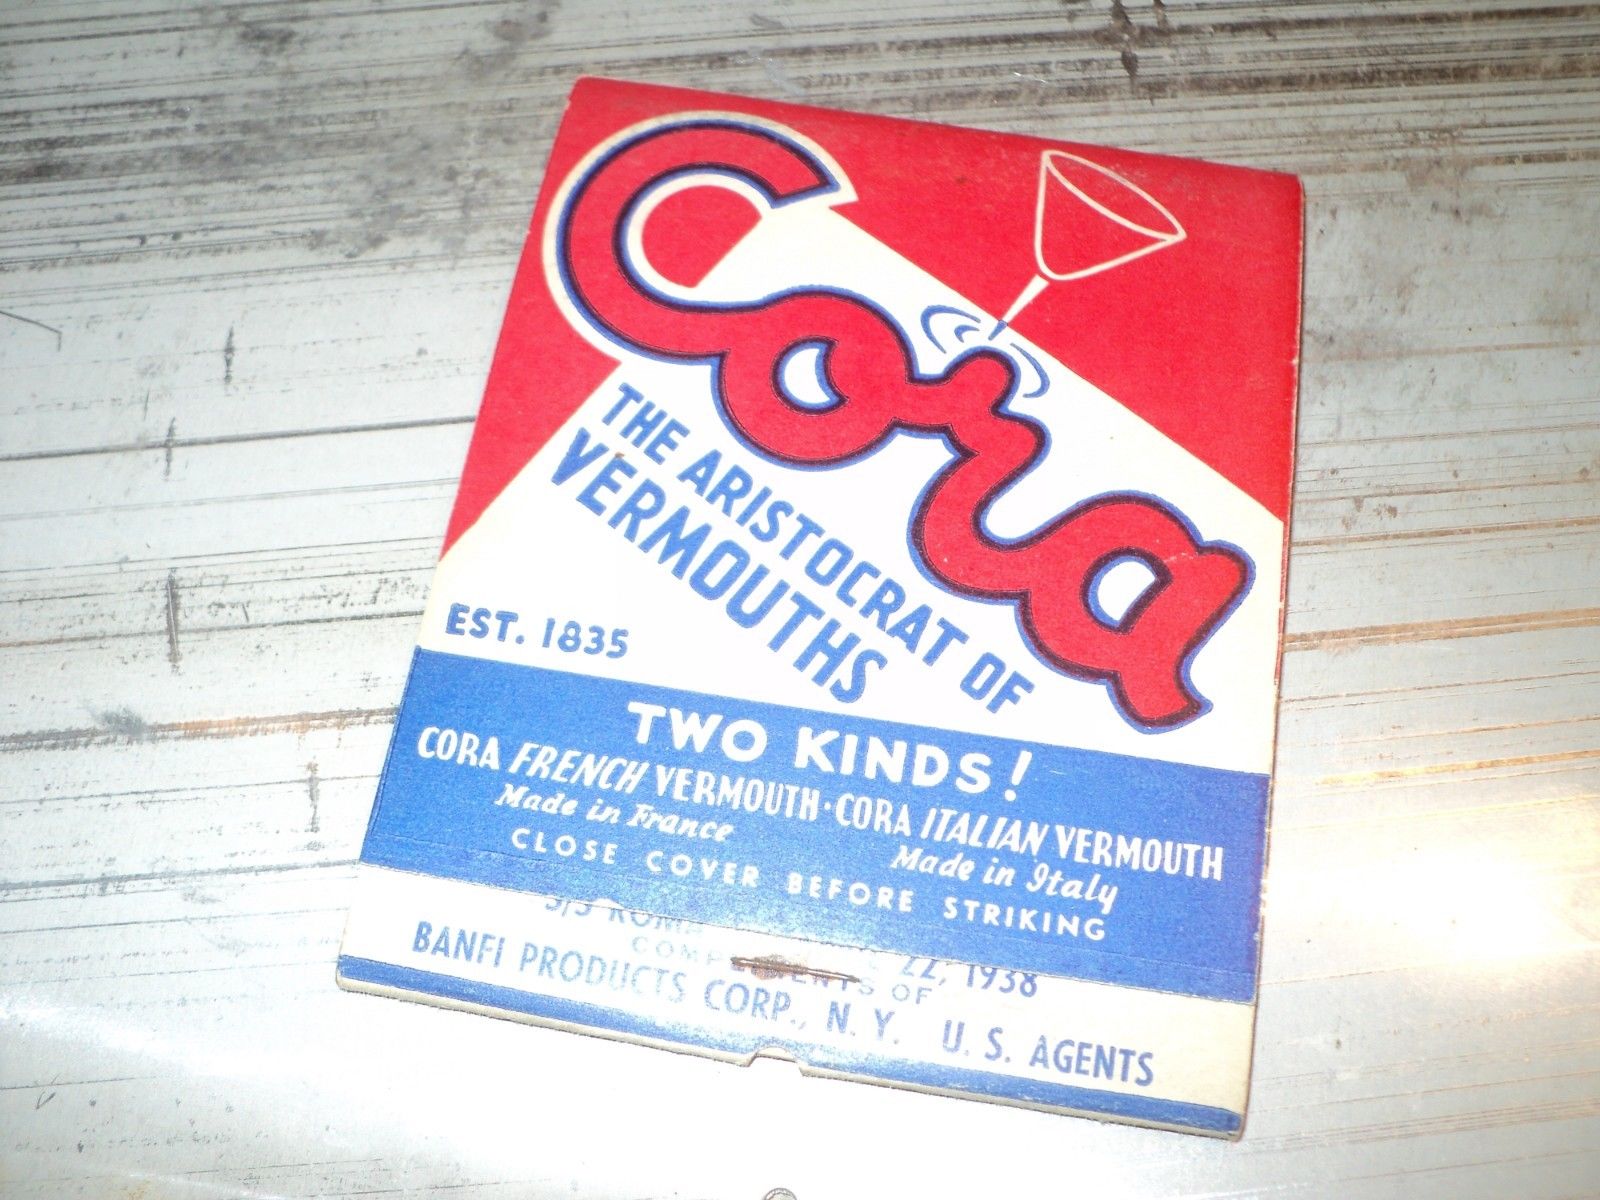 Cora
THE ARISTOCRAT OF
VERMOUTHS
EST. 1835
TWO KINDS!
CORA FRENCH VERMOUTH · CORA ITALIAN VERMOUTH
Made in France
Made in Italy
CLOSE COVER BEFORE STRIKING
22, 1938
OF
BANFI PRODUCTS CORP., N. Y. U. S. AGENTS